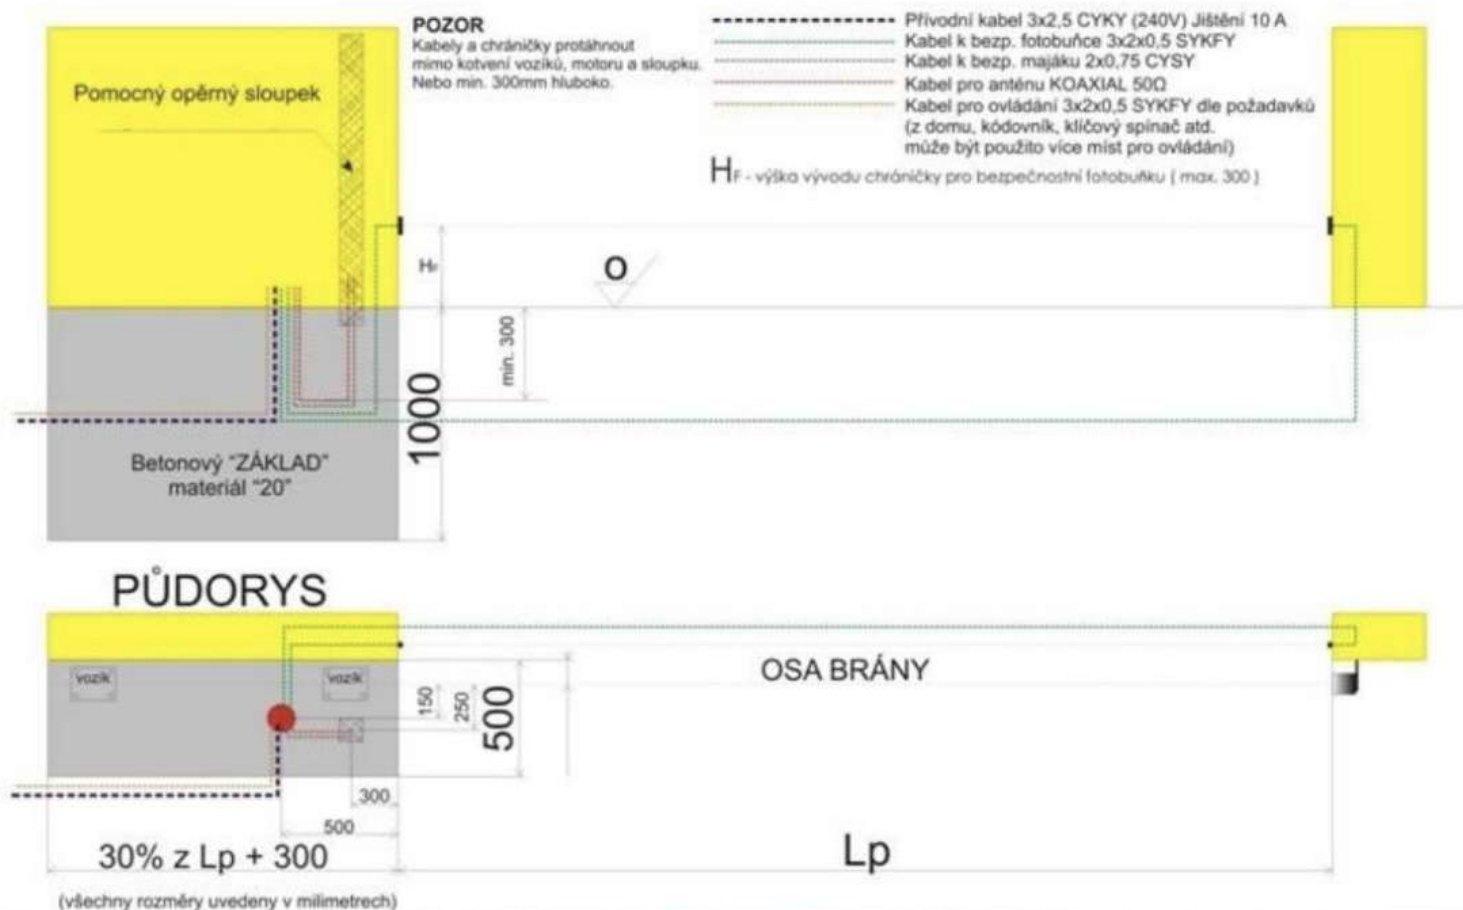 POZOR
Kabely a chráničky protáhnout
mimo kotvení vozíků, motoru a sloupku.
Nebo min. 300mm hluboko.
Přívodní kabel 3x2,5 CYKY (240V) Jištění 10 A
Kabel k bezp. fotobuňce 3x2x0,5 SYKFY
Kabel k bezp. majáku 2x0,75 CYSY
Kabel pro anténu KOAXIAL 50Ω
Kabel pro ovládání 3x2x0,5 SYKFY dle požadavků
(z domu, kódovník, klíčový spínač atd.
může být použito více míst pro ovládání)
HF - výška vývodu chráničky pro bezpečnostní fotobuňku ( max. 300 )
Pomocný opěrný sloupek
HF
O
min. 300
1000
Betonový "ZÁKLAD"
materiál "20"
PŮDORYS
vozík
vozík
OSA BRÁNY
150
250
500
300
500
30% z Lp + 300
Lp
(všechny rozměry uvedeny v milimetrech)